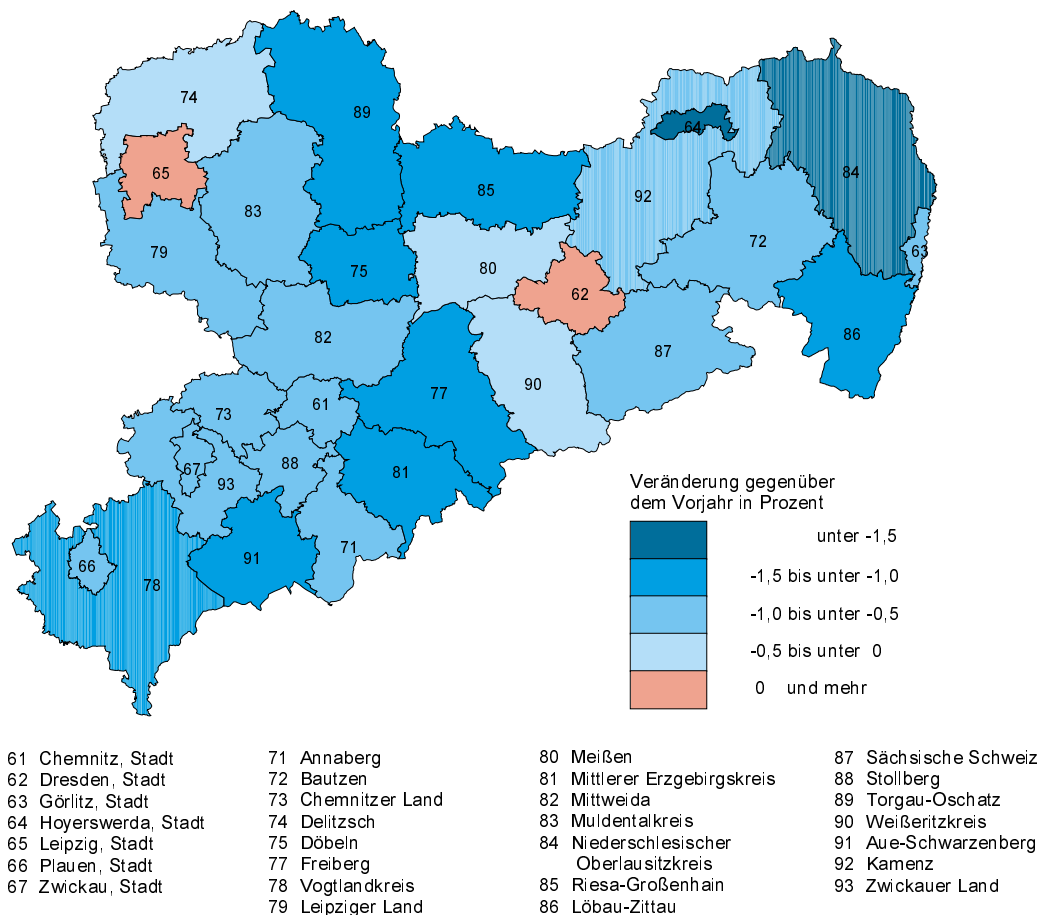 74
89
64
65
85
84
92
83
79
72
63
75
80
62
86
82
87
90
77
61
73
88
67
93
81
71
91
66
78
Veränderung gegenüber
dem Vorjahr in Prozent
unter -1,5
-1,5 bis unter -1,0
-1,0 bis unter -0,5
-0,5 bis unter 0
0 und mehr
61 Chemnitz, Stadt
62 Dresden, Stadt
63 Görlitz, Stadt
64 Hoyerswerda, Stadt
65 Leipzig, Stadt
66 Plauen, Stadt
67 Zwickau, Stadt
71 Annaberg
72 Bautzen
73 Chemnitzer Land
74 Delitzsch
75 Döbeln
77 Freiberg
78 Vogtlandkreis
79 Leipziger Land
80 Meißen
81 Mittlerer Erzgebirgskreis
82 Mittweida
83 Muldentalkreis
84 Niederschlesischer
Oberlausitzkreis
85 Riesa-Großenhain
86 Löbau-Zittau
87 Sächsische Schweiz
88 Stollberg
89 Torgau-Oschatz
90 Weißeritzkreis
91 Aue-Schwarzenberg
92 Kamenz
93 Zwickauer Land